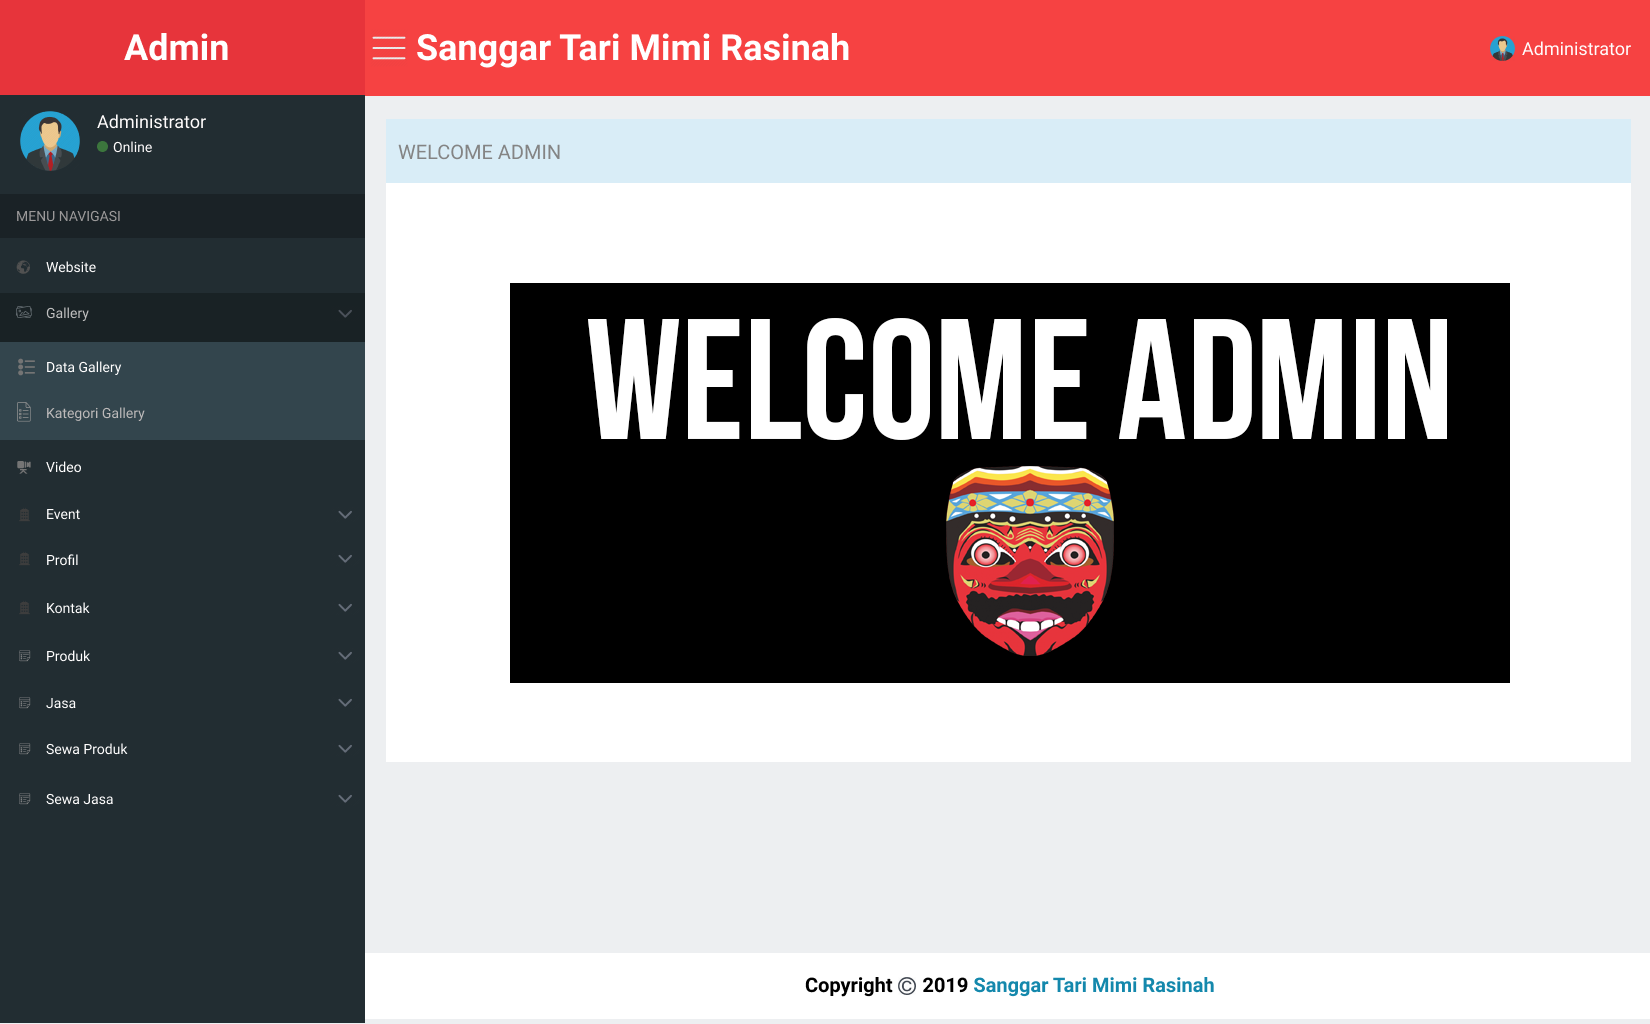 Admin
Sanggar Tari Mimi Rasinah
Administrator
Administrator
Online
MENU NAVIGASI
Website
Gallery
Data Gallery
Kategori Gallery
Video
Event
Profil
Kontak
Produk
Jasa
Sewa Produk
Sewa Jasa
WELCOME ADMIN
WELCOME ADMIN
Copyright © 2019 Sanggar Tari Mimi Rasinah